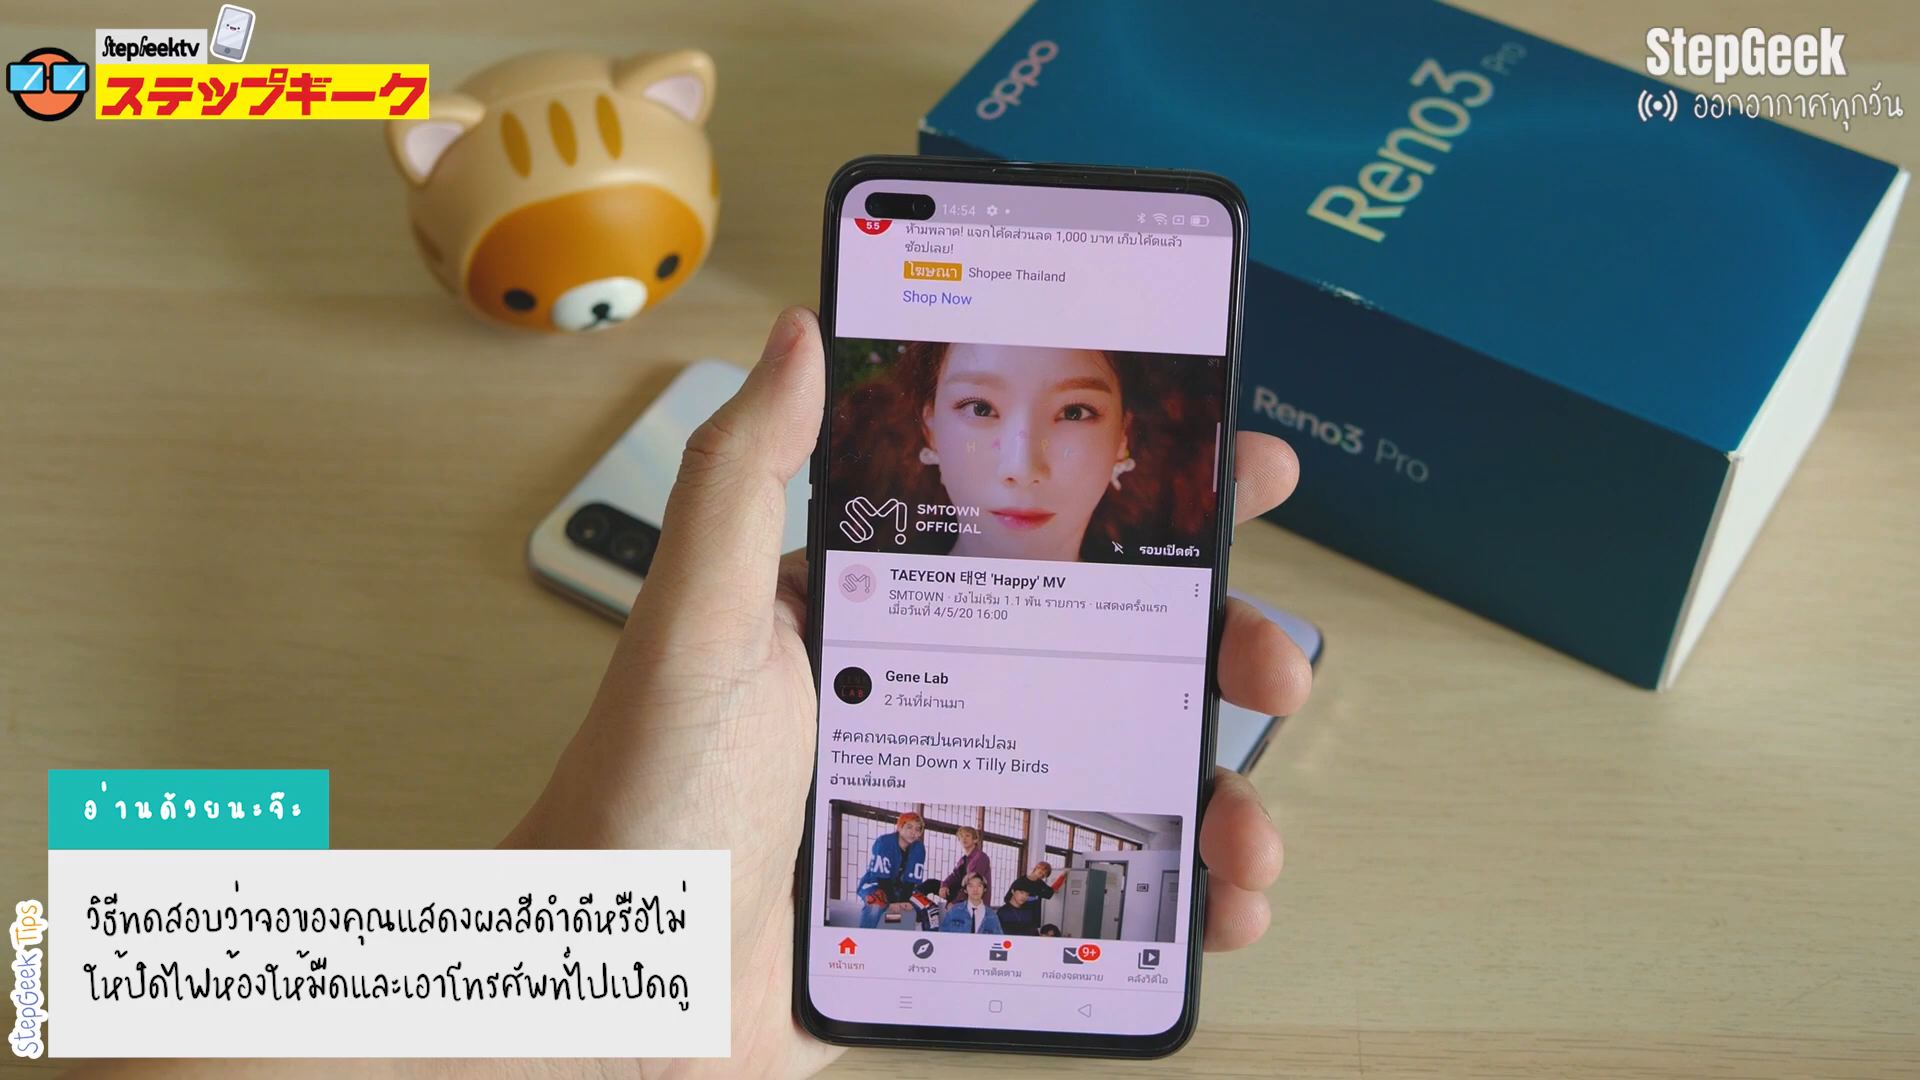 StepGeektv
ステップギーク
StepGeek
ออกอากาศทุกวัน
oppo
Reno3 Pro
Reno3 Pro
14:54
5.5
ห้ามพลาด! แจกโค้ดส่วนลด 1,000 บาท เก็บโค้ดแล้ว
ช้อปเลย!
โฆษณา Shopee Thailand
Shop Now
HAPPY
SMTOWN
OFFICIAL
รอบเปิดตัว
TAEYEON 태연 'Happy' MV
SMTOWN · ยังไม่เริ่ม 1.1 พัน รายการ · แสดงครั้งแรก
เมื่อวันที่ 4/5/20 16:00
GENE
LAB
Gene Lab
2 วันที่ผ่านมา
#คคถทฉดคสปนคทฝปลม
Three Man Down x Tilly Birds
อ่านเพิ่มเติม
หน้าแรก
สำรวจ
การติดตาม
9+
กล่องจดหมาย
คลังวิดีโอ
อ่านด้วยนะจ๊ะ
วิธีทดสอบว่าจอของคุณแสดงผลสีดำดีหรือไม่
ให้ปิดไฟห้องให้มืดและเอาโทรศัพท์ไปเปิดดู
StepGeek Tips